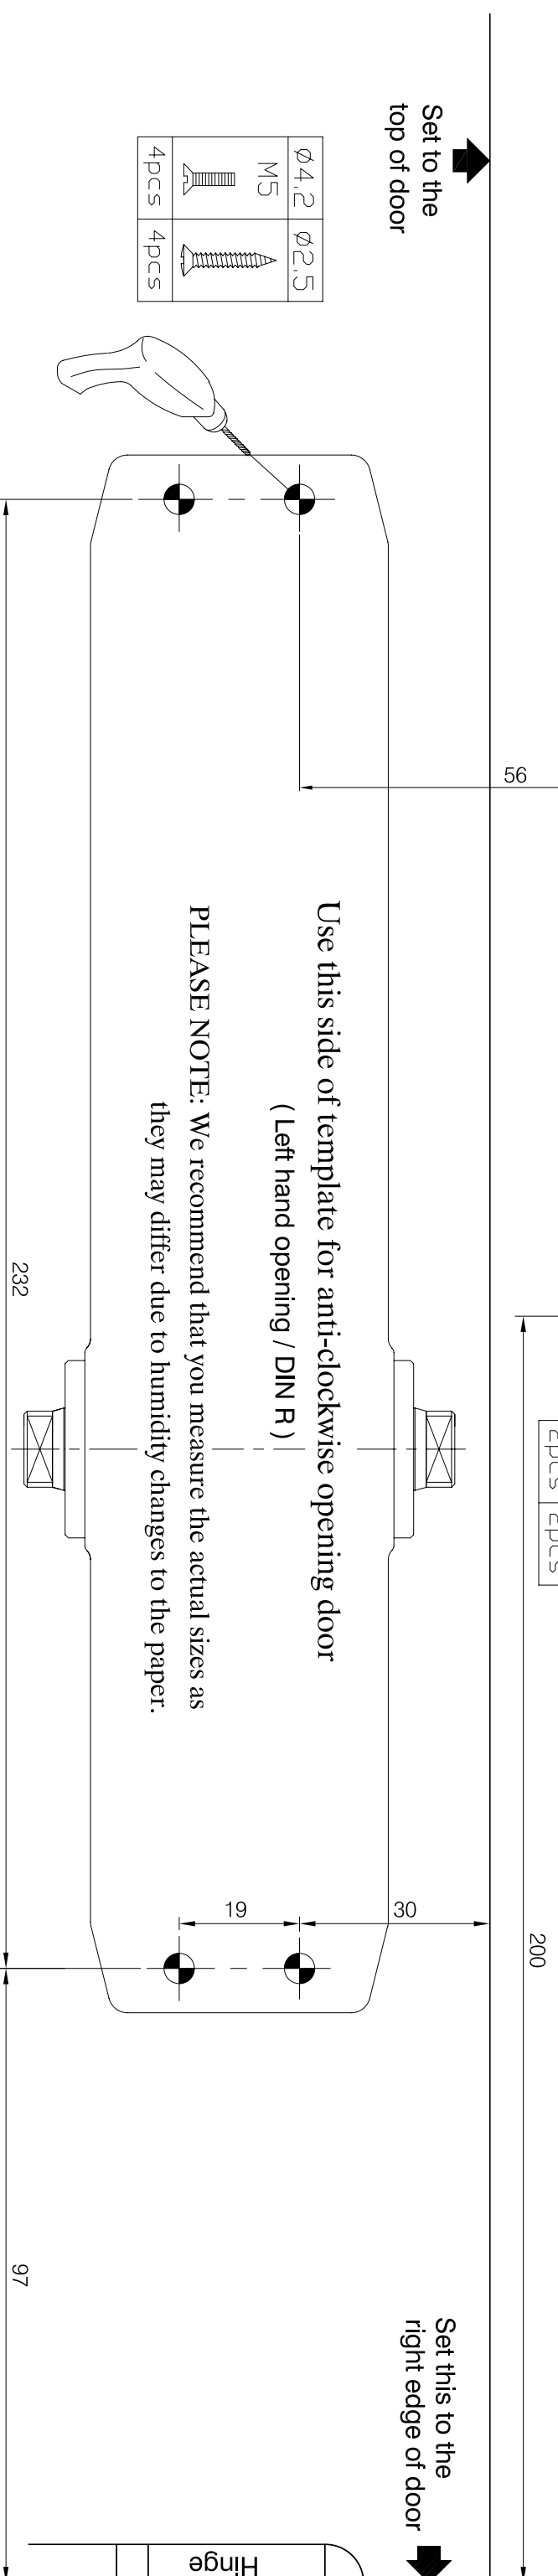 Set to the
top of door
Ø4.2 Ø2.5
M5
4pcs 4pcs
56
2pcs 2pcs
Use this side of template for anti-clockwise opening door
( Left hand opening / DIN R )
PLEASE NOTE: We recommend that you measure the actual sizes as
they may differ due to humidity changes to the paper.
232
30
19
200
97
Set this to the
right edge of door
Hinge